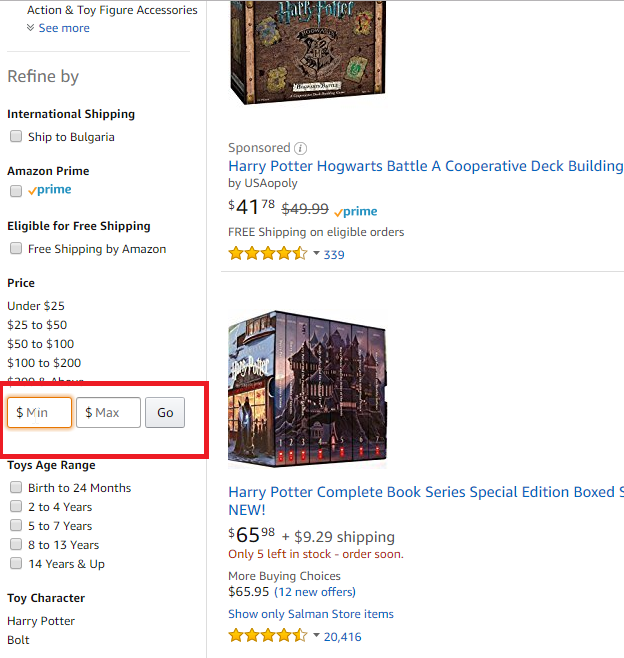 Action & Toy Figure Accessories
See more
Refine by
International Shipping
Ship to Bulgaria
Amazon Prime
prime
Eligible for Free Shipping
Free Shipping by Amazon
Price
Under $25
$25 to $50
$50 to $100
$100 to $200
$200 & Above
$ Min $ Max Go
Toys Age Range
Birth to 24 Months
2 to 4 Years
5 to 7 Years
8 to 13 Years
14 Years & Up
Toy Character
Harry Potter
Bolt
Harry Potter
HOGWARTS BATTLE
Sponsored
Harry Potter Hogwarts Battle A Cooperative Deck Building
by USAopoly
$41 78 $49.99 prime
FREE Shipping on eligible orders
339
Harry Potter
1 2 3 4 5 6 7
Harry Potter Complete Book Series Special Edition Boxed S
NEW!
$65 98 + $9.29 shipping
Only 5 left in stock - order soon.
More Buying Choices
$65.95 (12 new offers)
Show only Salman Store items
20,416